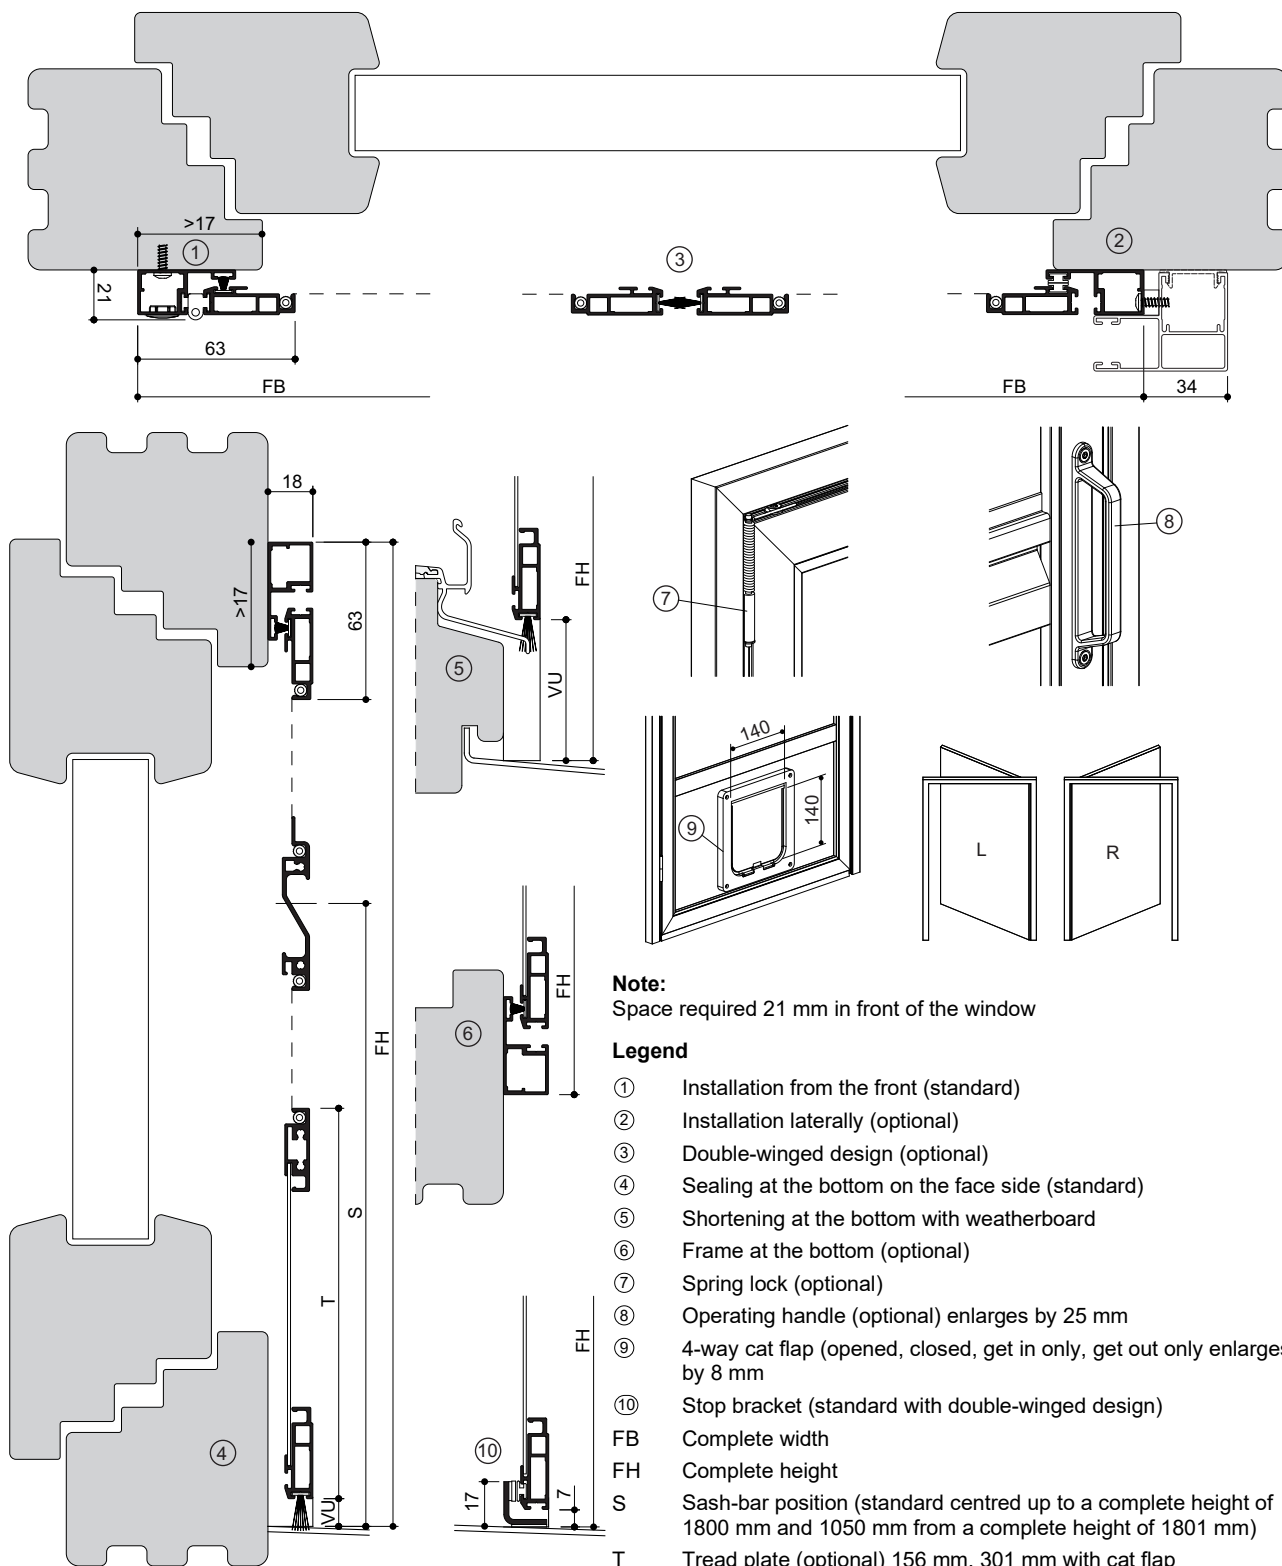 >17
1
2
3
21
63
FB
FB
34
18
>17
63
FH
5
VU
FH
7
8
140
140
9
L
R
6
FH
S
T
VU
4
FH
10
17
7
Note:
Space required 21 mm in front of the window
Legend
1 Installation from the front (standard)
2 Installation laterally (optional)
3 Double-winged design (optional)
4 Sealing at the bottom on the face side (standard)
5 Shortening at the bottom with weatherboard
6 Frame at the bottom (optional)
7 Spring lock (optional)
8 Operating handle (optional) enlarges by 25 mm
9 4-way cat flap (opened, closed, get in only, get out only enlarges
by 8 mm
10 Stop bracket (standard with double-winged design)
FB Complete width
FH Complete height
S Sash-bar position (standard centred up to a complete height of
1800 mm and 1050 mm from a complete height of 1801 mm)
T Tread plate (optional) 156 mm, 301 mm with cat flap